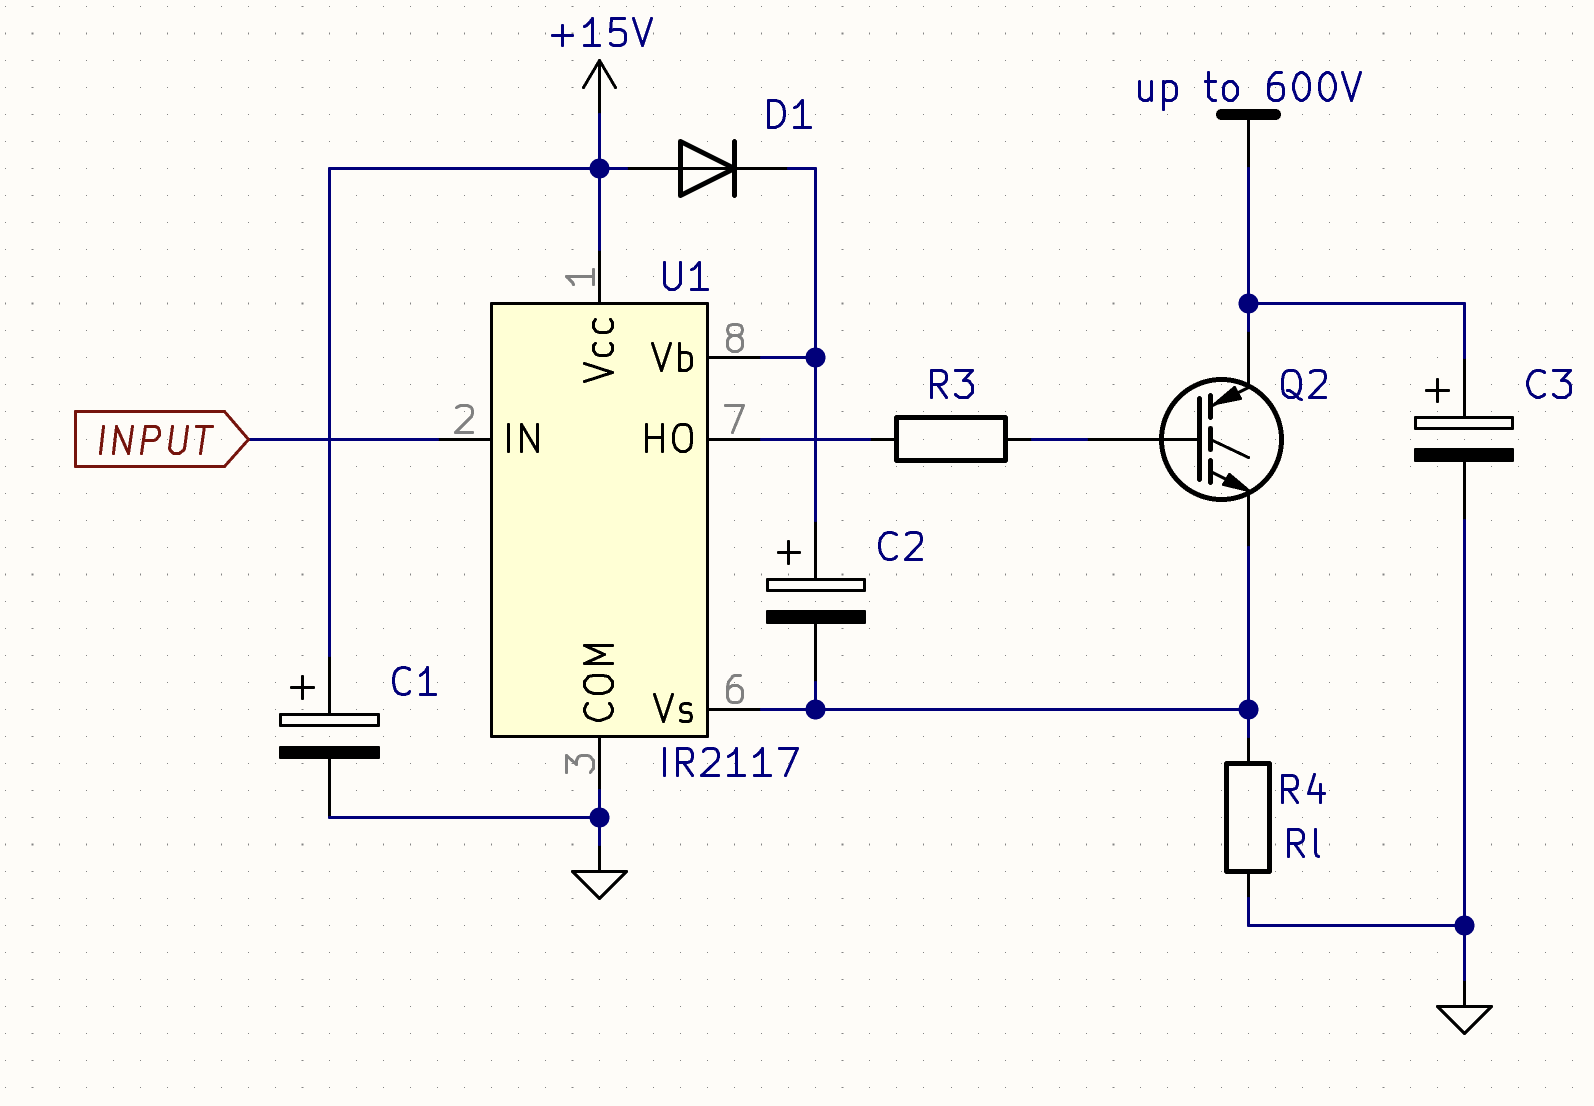 +15V
up to 600V
D1
1
U1
Vcc
8
Vb
R3
Q2
+
C3
INPUT
2
IN
7
HO
+
C2
+
C1
COM
6
Vs
3
IR2117
R4
Rl